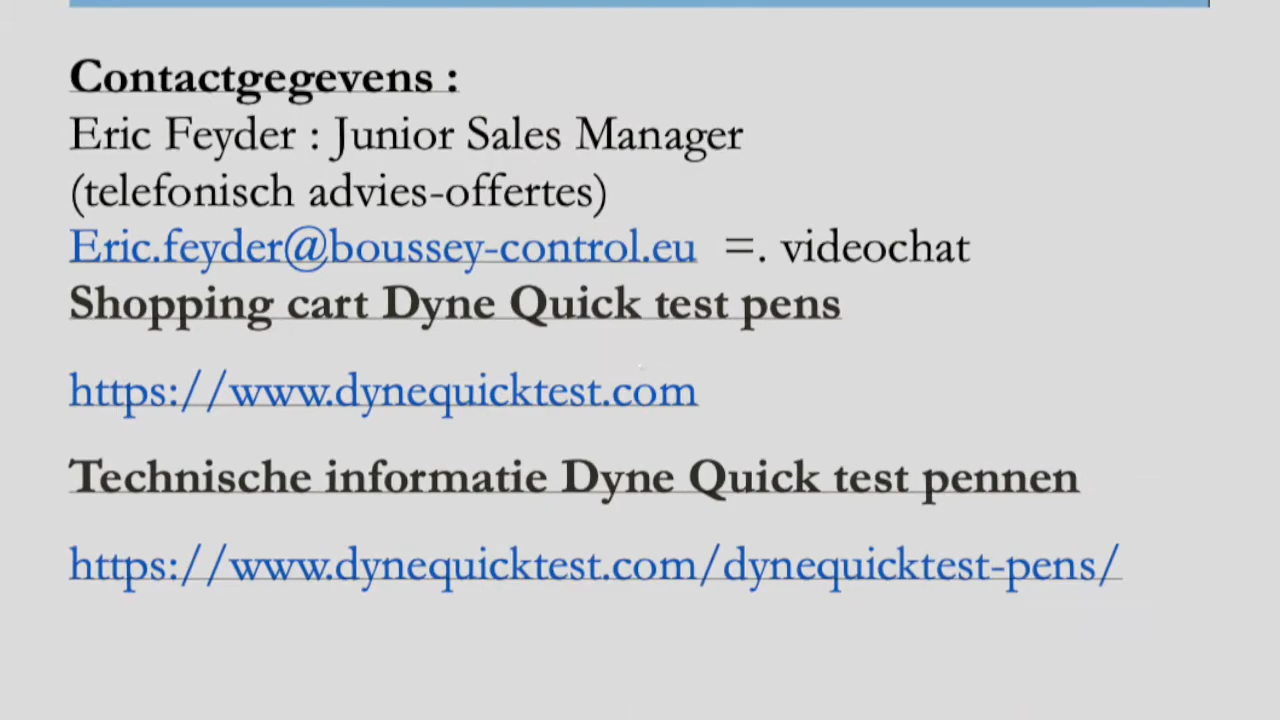 Contactgegevens :
Eric Feyder : Junior Sales Manager
(telefonisch advies-offertes)
Eric.feyder@boussey-control.eu =. videochat
Shopping cart Dyne Quick test pens
https://www.dynequicktest.com
Technische informatie Dyne Quick test pennen
https://www.dynequicktest.com/dynequicktest-pens/